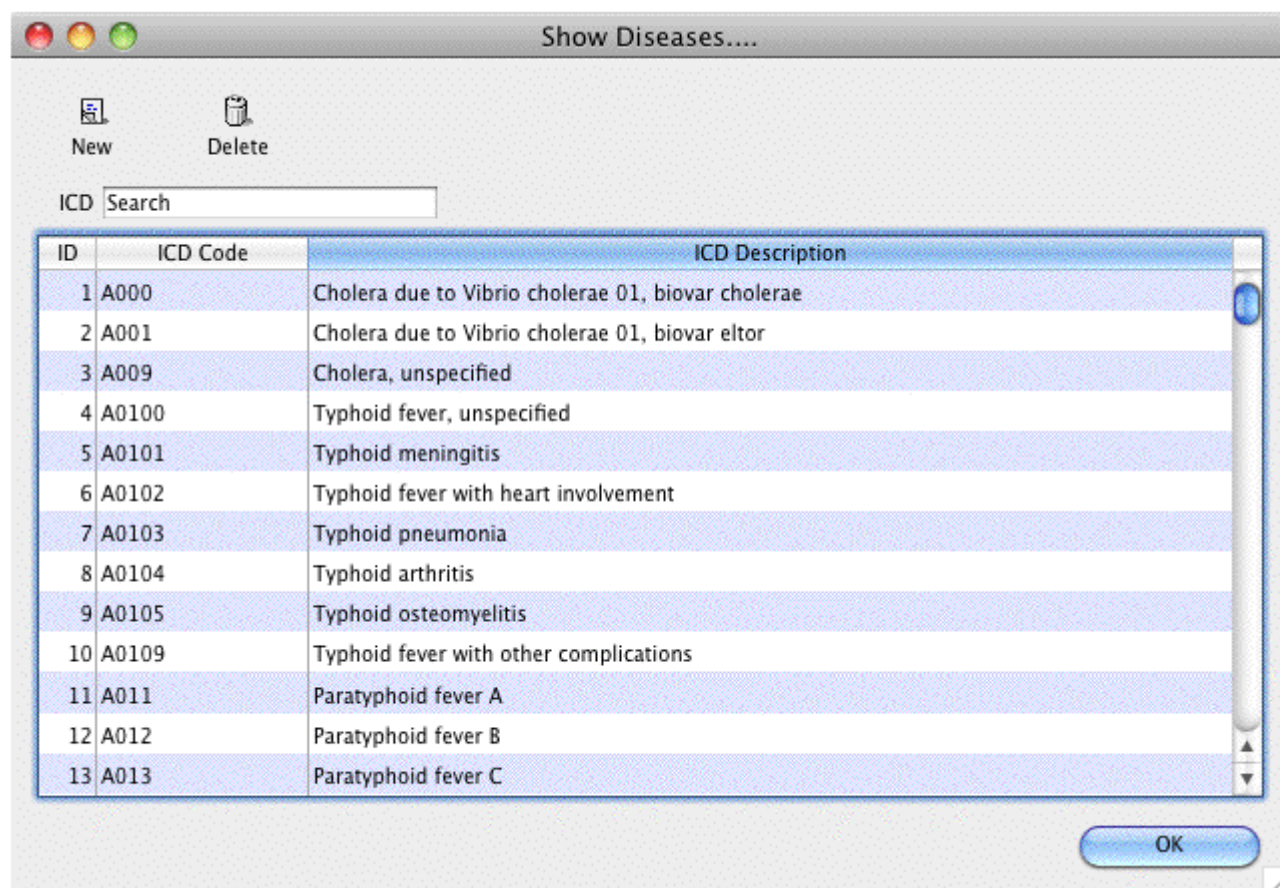 Show Diseases....
New Delete
ICD Search
ID ICD Code ICD Description
1 A000 Cholera due to Vibrio cholerae 01, biovar cholerae
2 A001 Cholera due to Vibrio cholerae 01, biovar eltor
3 A009 Cholera, unspecified
4 A0100 Typhoid fever, unspecified
5 A0101 Typhoid meningitis
6 A0102 Typhoid fever with heart involvement
7 A0103 Typhoid pneumonia
8 A0104 Typhoid arthritis
9 A0105 Typhoid osteomyelitis
10 A0109 Typhoid fever with other complications
11 A011 Paratyphoid fever A
12 A012 Paratyphoid fever B
13 A013 Paratyphoid fever C
OK